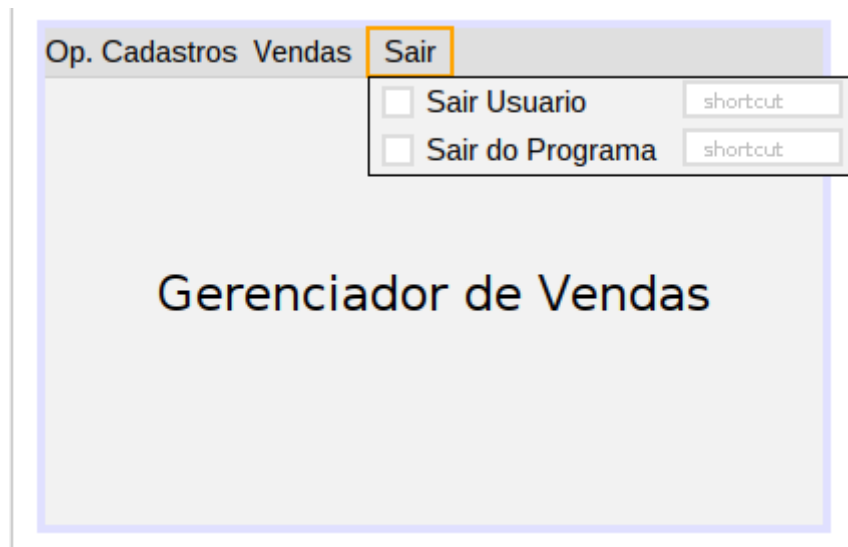 Op. Cadastros Vendas Sair
Sair Usuario shortcut
Sair do Programa shortcut
Gerenciador de Vendas